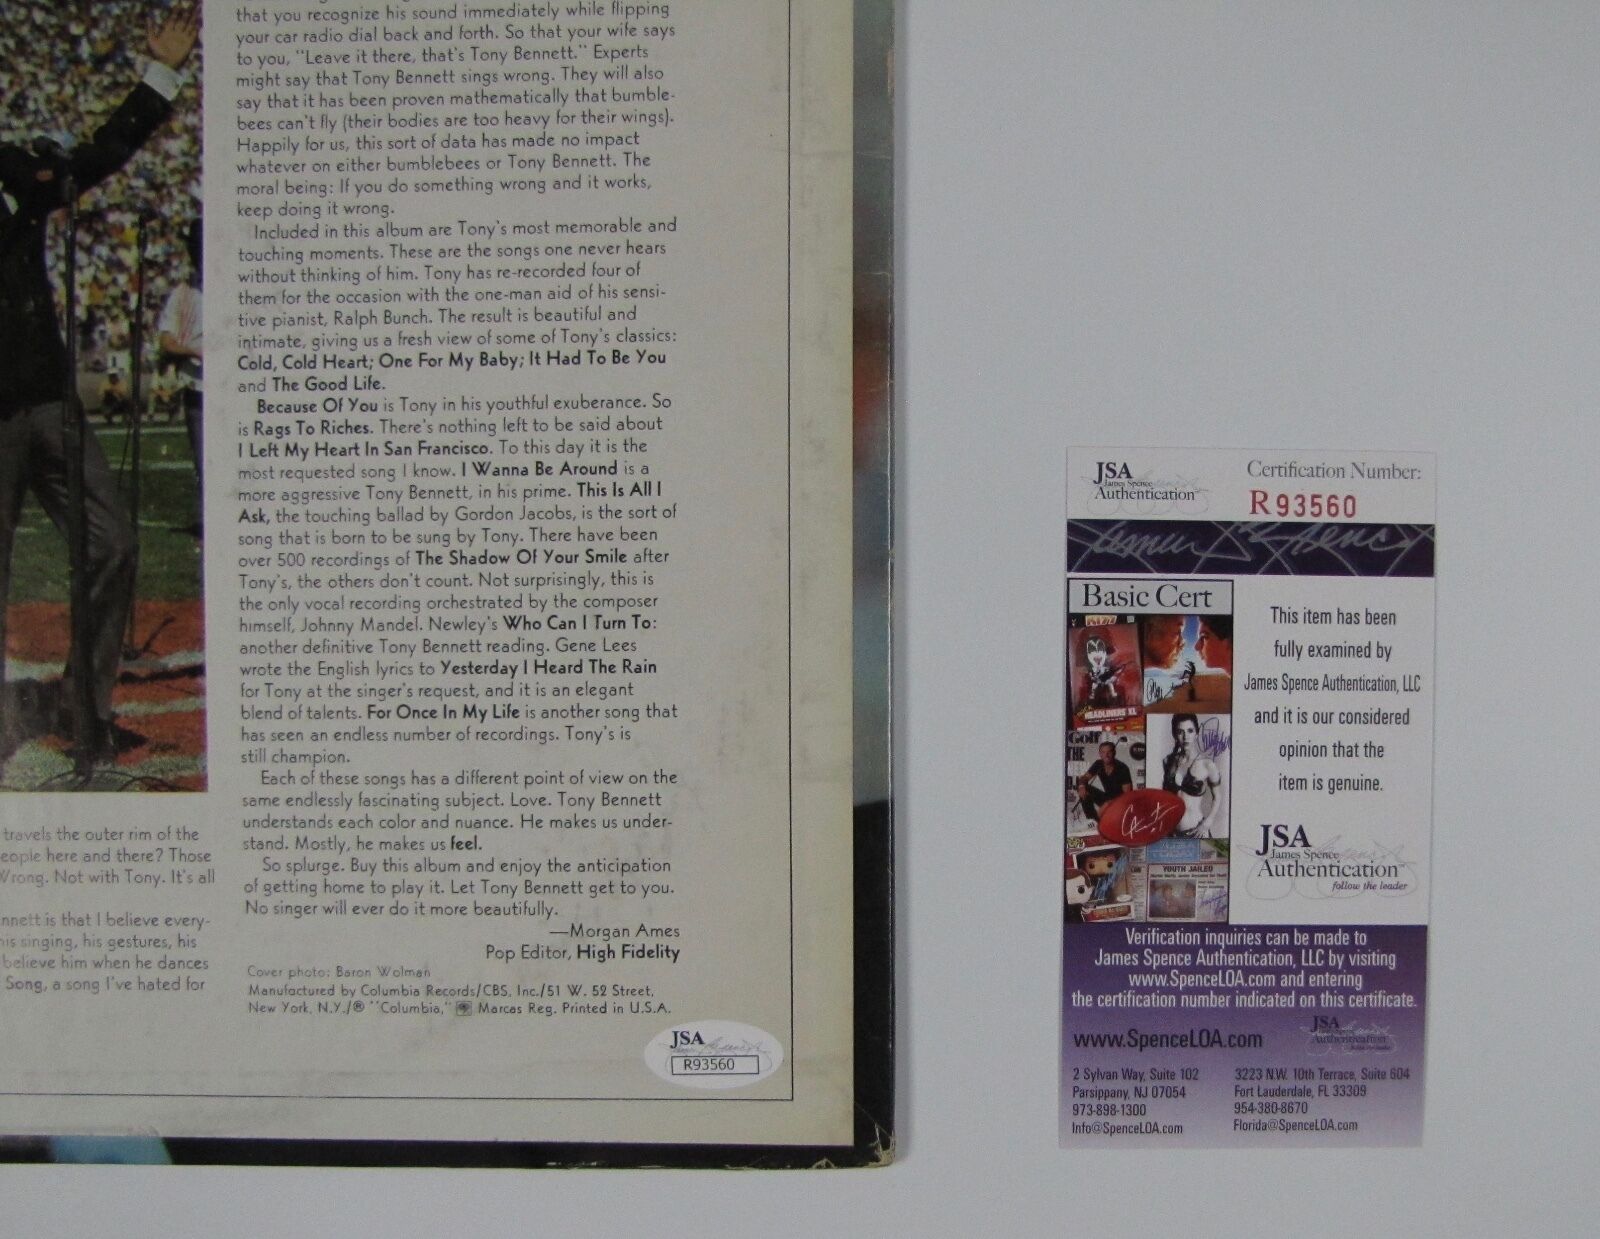 that you recognize his sound immediately while flipping
your car radio dial back and forth. So that your wife says
to you, "Leave it there, that's Tony Bennett." Experts
might say that Tony Bennett sings wrong. They will also
say that it has been proven mathematically that bumble-
bees can't fly (their bodies are too heavy for their wings).
Happily for us, this sort of data has made no impact
whatever on either bumblebees or Tony Bennett. The
moral being: If you do something wrong and it works,
keep doing it wrong.
Included in this album are Tony's most memorable and
touching moments. These are the songs one never hears
without thinking of him. Tony has re-recorded four of
them for the occasion with the one-man aid of his sensi-
tive pianist, Ralph Bunch. The result is beautiful and
intimate, giving us a fresh view of some of Tony's classics:
Cold, Cold Heart; One For My Baby; It Had To Be You
and The Good Life.
Because Of You is Tony in his youthful exuberance. So
is Rags To Riches. There's nothing left to be said about
I Left My Heart In San Francisco. To this day it is the
most requested song I know. I Wanna Be Around is a
more aggressive Tony Bennett, in his prime. This Is All I
Ask, the touching ballad by Gordon Jacobs, is the sort of
song that is born to be sung by Tony. There have been
over 500 recordings of The Shadow Of Your Smile after
Tony's, the others don't count. Not surprisingly, this is
the only vocal recording orchestrated by the composer
himself, Johnny Mandel. Newley's Who Can I Turn To:
another definitive Tony Bennett reading. Gene Lees
wrote the English lyrics to Yesterday I Heard The Rain
for Tony at the singer's request, and it is an elegant
blend of talents. For Once In My Life is another song that
has seen an endless number of recordings. Tony's is
still champion.
Each of these songs has a different point of view on the
same endlessly fascinating subject. Love. Tony Bennett
understands each color and nuance. He makes us under-
stand. Mostly, he makes us feel.
So splurge. Buy this album and enjoy the anticipation
of getting home to play it. Let Tony Bennett get to you.
No singer will ever do it more beautifully.
—Morgan Ames
Pop Editor, High Fidelity
Cover photo: Baron Wolman
Manufactured by Columbia Records/CBS, Inc./51 W. 52 Street,
New York, N.Y./® "Columbia," Marcas Reg. Printed in U.S.A.
JSA
R93560
travels the outer rim of the
eople here and there? Those
Wrong. Not with Tony. It's all
nnett is that I believe every-
his singing, his gestures, his
believe him when he dances
Song, a song I've hated for
JSA
James Spence
Authentication
Certification Number:
R93560
James Spence
Basic Cert
HEADLINERS XL
Golf
THE
YOUTH JAILED
This item has been
fully examined by
James Spence Authentication, LLC
and it is our considered
opinion that the
item is genuine.
JSA
James Spence
Authentication™
follow the leader
Verification inquiries can be made to
James Spence Authentication, LLC by visiting
www.SpenceLOA.com and entering
the certification number indicated on this certificate.
www.SpenceLOA.com
JSA
Authentication
2 Sylvan Way, Suite 102
Parsippany, NJ 07054
973-898-1300
Info@SpenceLOA.com
3223 N.W. 10th Terrace, Suite 604
Fort Lauderdale, FL 33309
954-380-8670
Florida@SpenceLOA.com